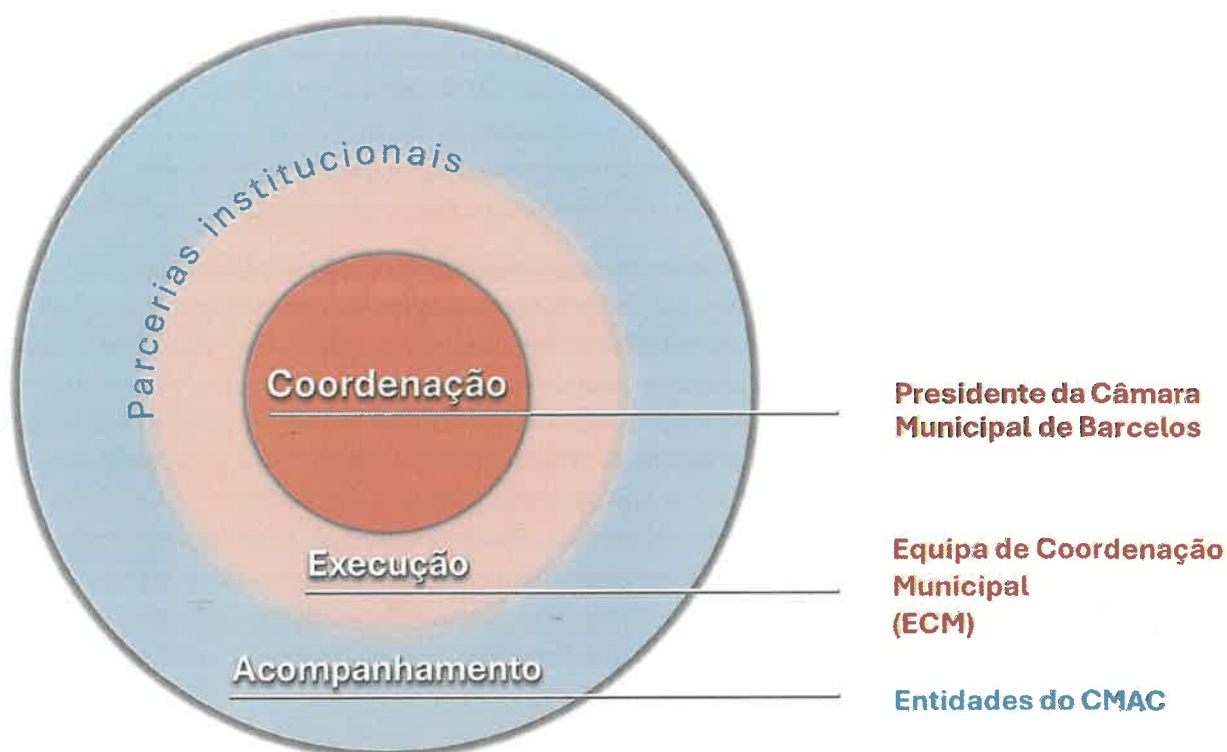 Parcerias institucionais
Coordenação
Presidente da Câmara
Municipal de Barcelos
Execução
Equipa de Coordenação
Municipal
(ECM)
Acompanhamento
Entidades do CMAC